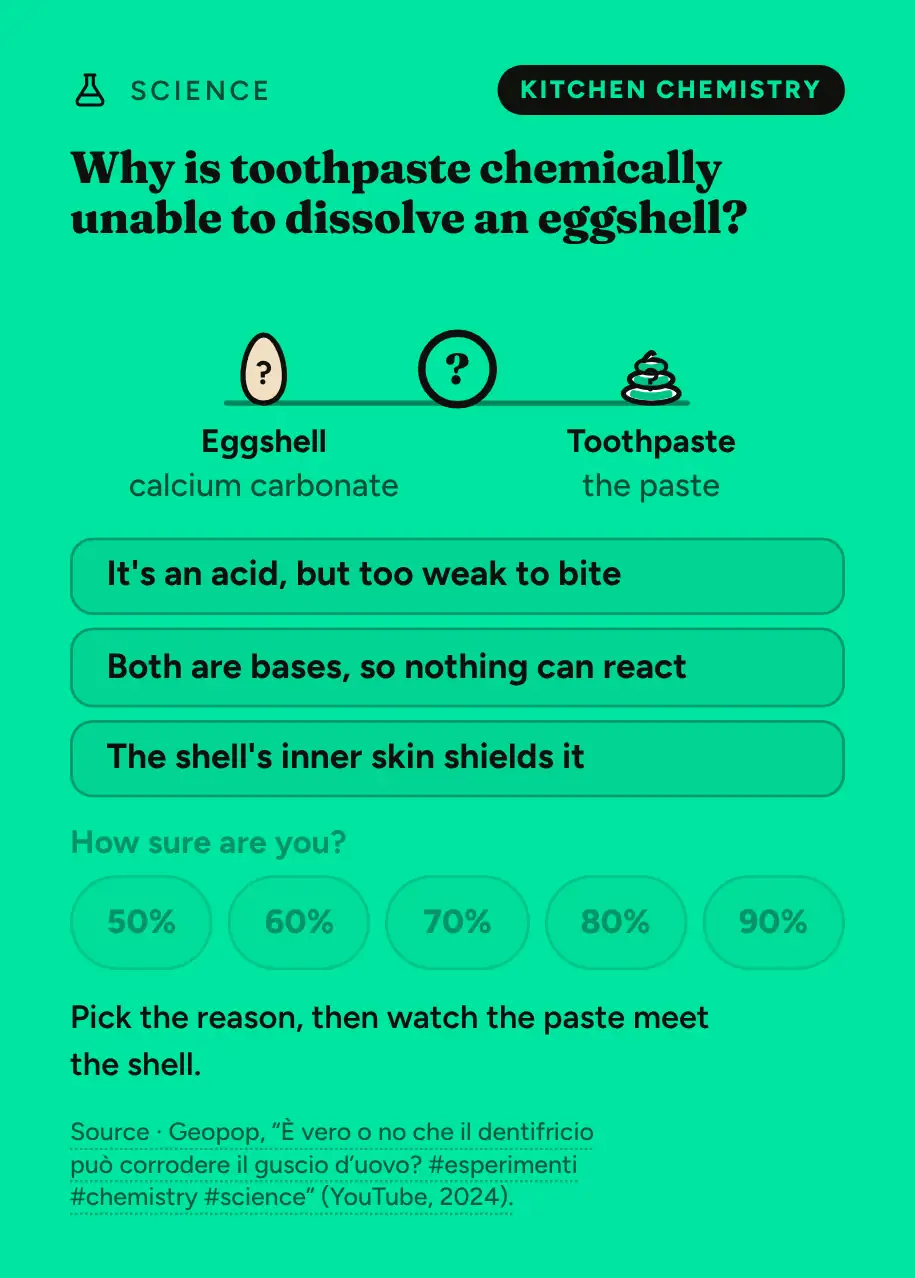 SCIENCE
KITCHEN CHEMISTRY
Why is toothpaste chemically
unable to dissolve an eggshell?
?
?
?
Eggshell
Toothpaste
calcium carbonate
the paste
It's an acid, but too weak to bite
Both are bases, so nothing can react
The shell's inner skin shields it
How sure are you?
50%
60%
70%
80%
90%
Pick the reason, then watch the paste meet
the shell.
Source · Geopop, “È vero o no che il dentifricio
può corrodere il guscio d’uovo? #esperimenti
#chemistry #science” (YouTube, 2024).